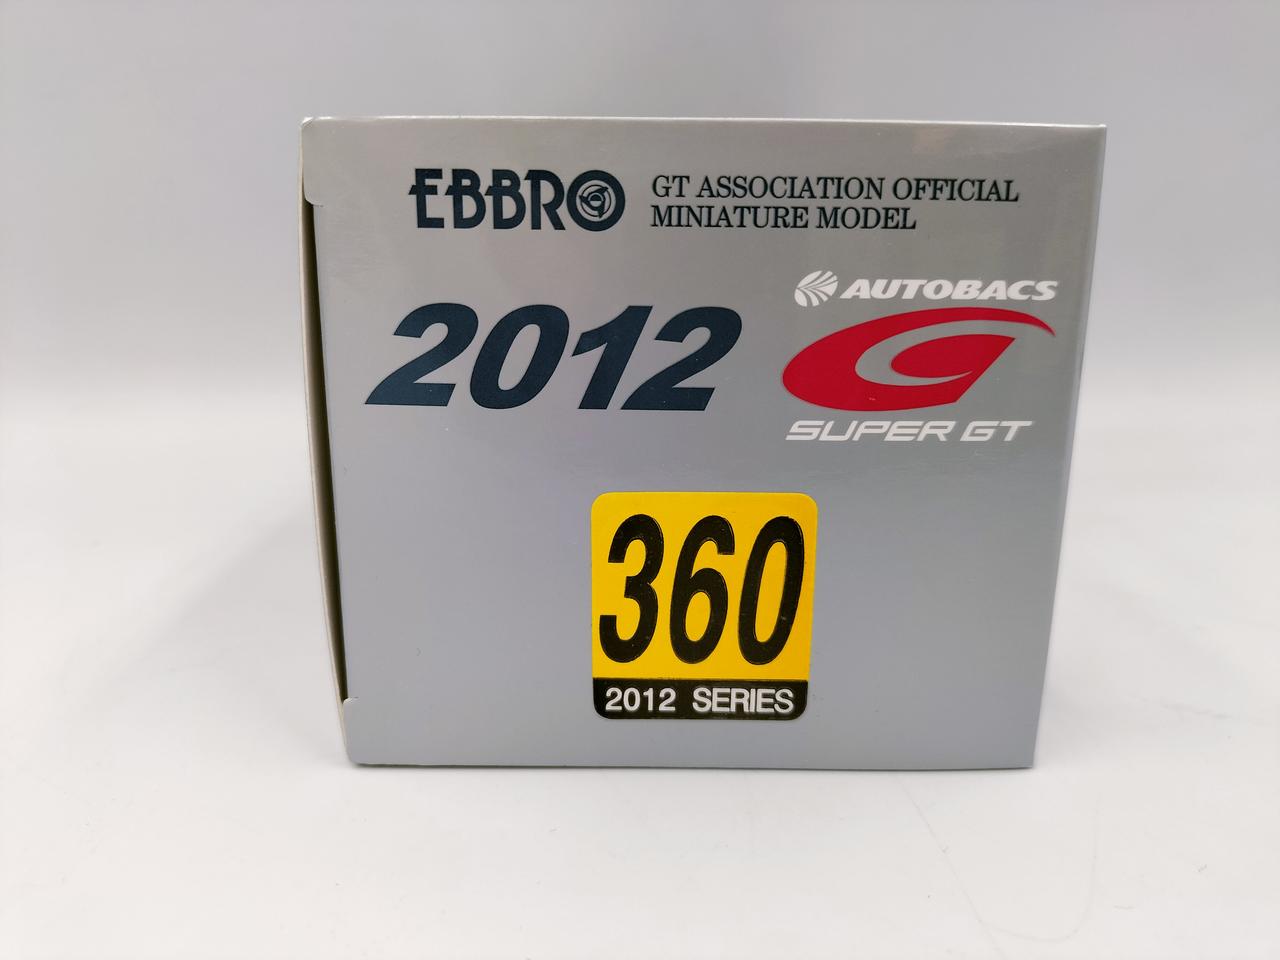 EBBRO
GT ASSOCIATION OFFICIAL
MINIATURE MODEL
AUTOBACS
2012
SUPER GT
360
2012 SERIES